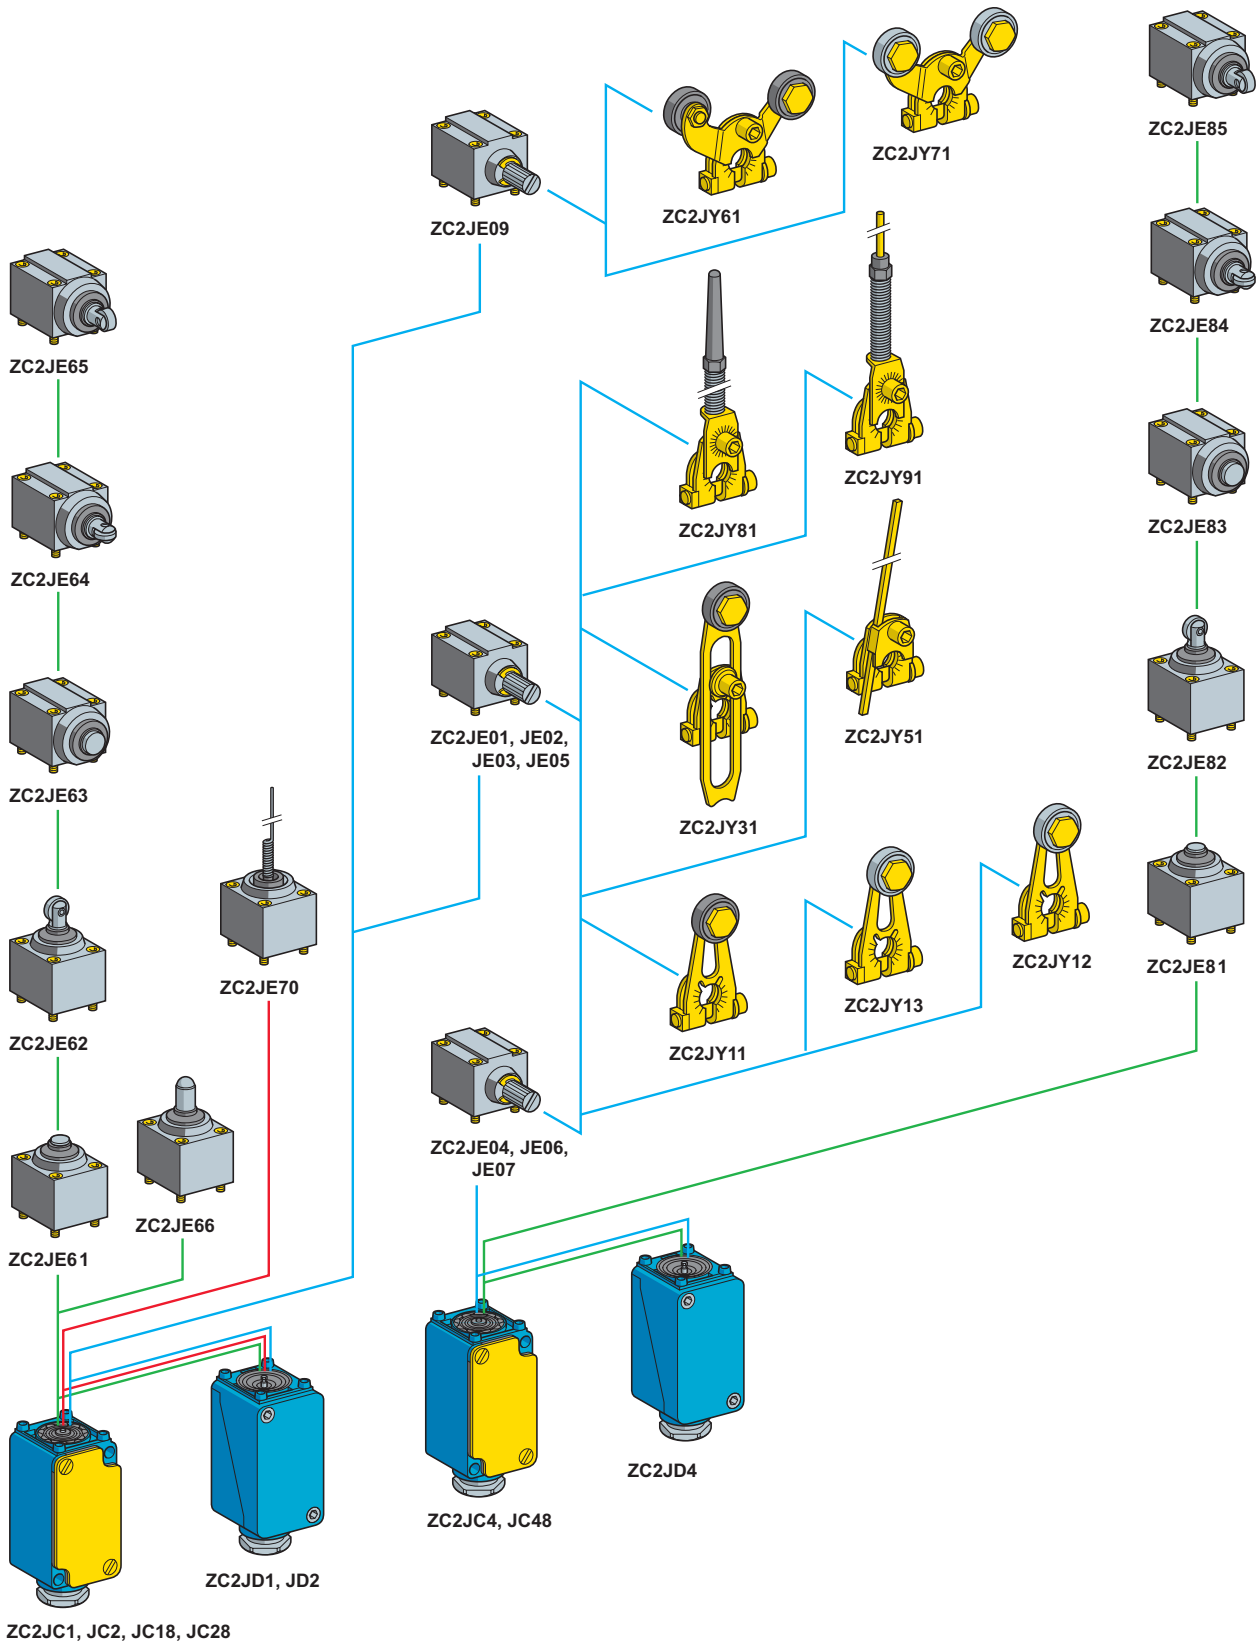 ZC2JE85
ZC2JY71
ZC2JY61
ZC2JE09
ZC2JE84
ZC2JE65
ZC2JY91
ZC2JY81
ZC2JE83
ZC2JE64
ZC2JE01, JE02,
JE03, JE05
ZC2JY51
ZC2JE82
ZC2JE63
ZC2JY31
ZC2JE70
ZC2JY12
ZC2JE81
ZC2JY13
ZC2JE62
ZC2JY11
ZC2JE04, JE06,
JE07
ZC2JE66
ZC2JE61
ZC2JD4
ZC2JC4, JC48
ZC2JD1, JD2
ZC2JC1, JC2, JC18, JC28